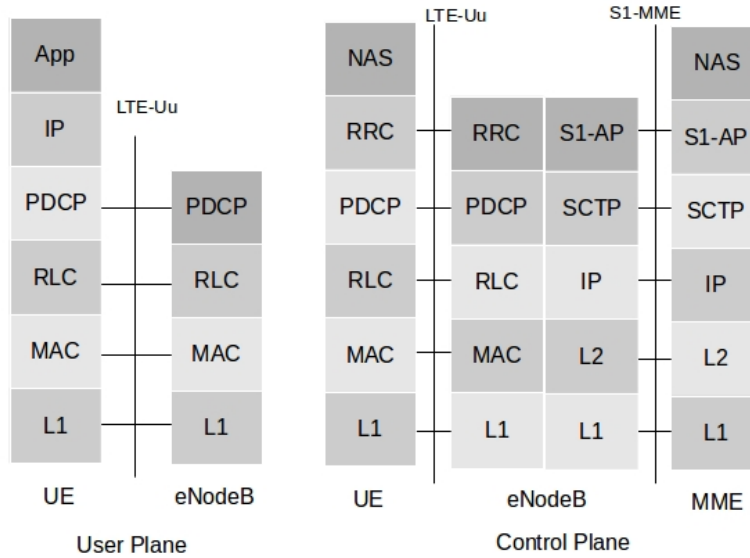 LTE-Uu
App
IP
PDCP
RLC
MAC
L1
PDCP
RLC
MAC
L1
UE
eNodeB
User Plane
LTE-Uu
S1-MME
NAS
RRC
PDCP
RLC
MAC
L1
RRC
PDCP
RLC
MAC
L1
S1-AP
SCTP
IP
L2
L1
NAS
S1-AP
SCTP
IP
L2
L1
UE
eNodeB
MME
Control Plane